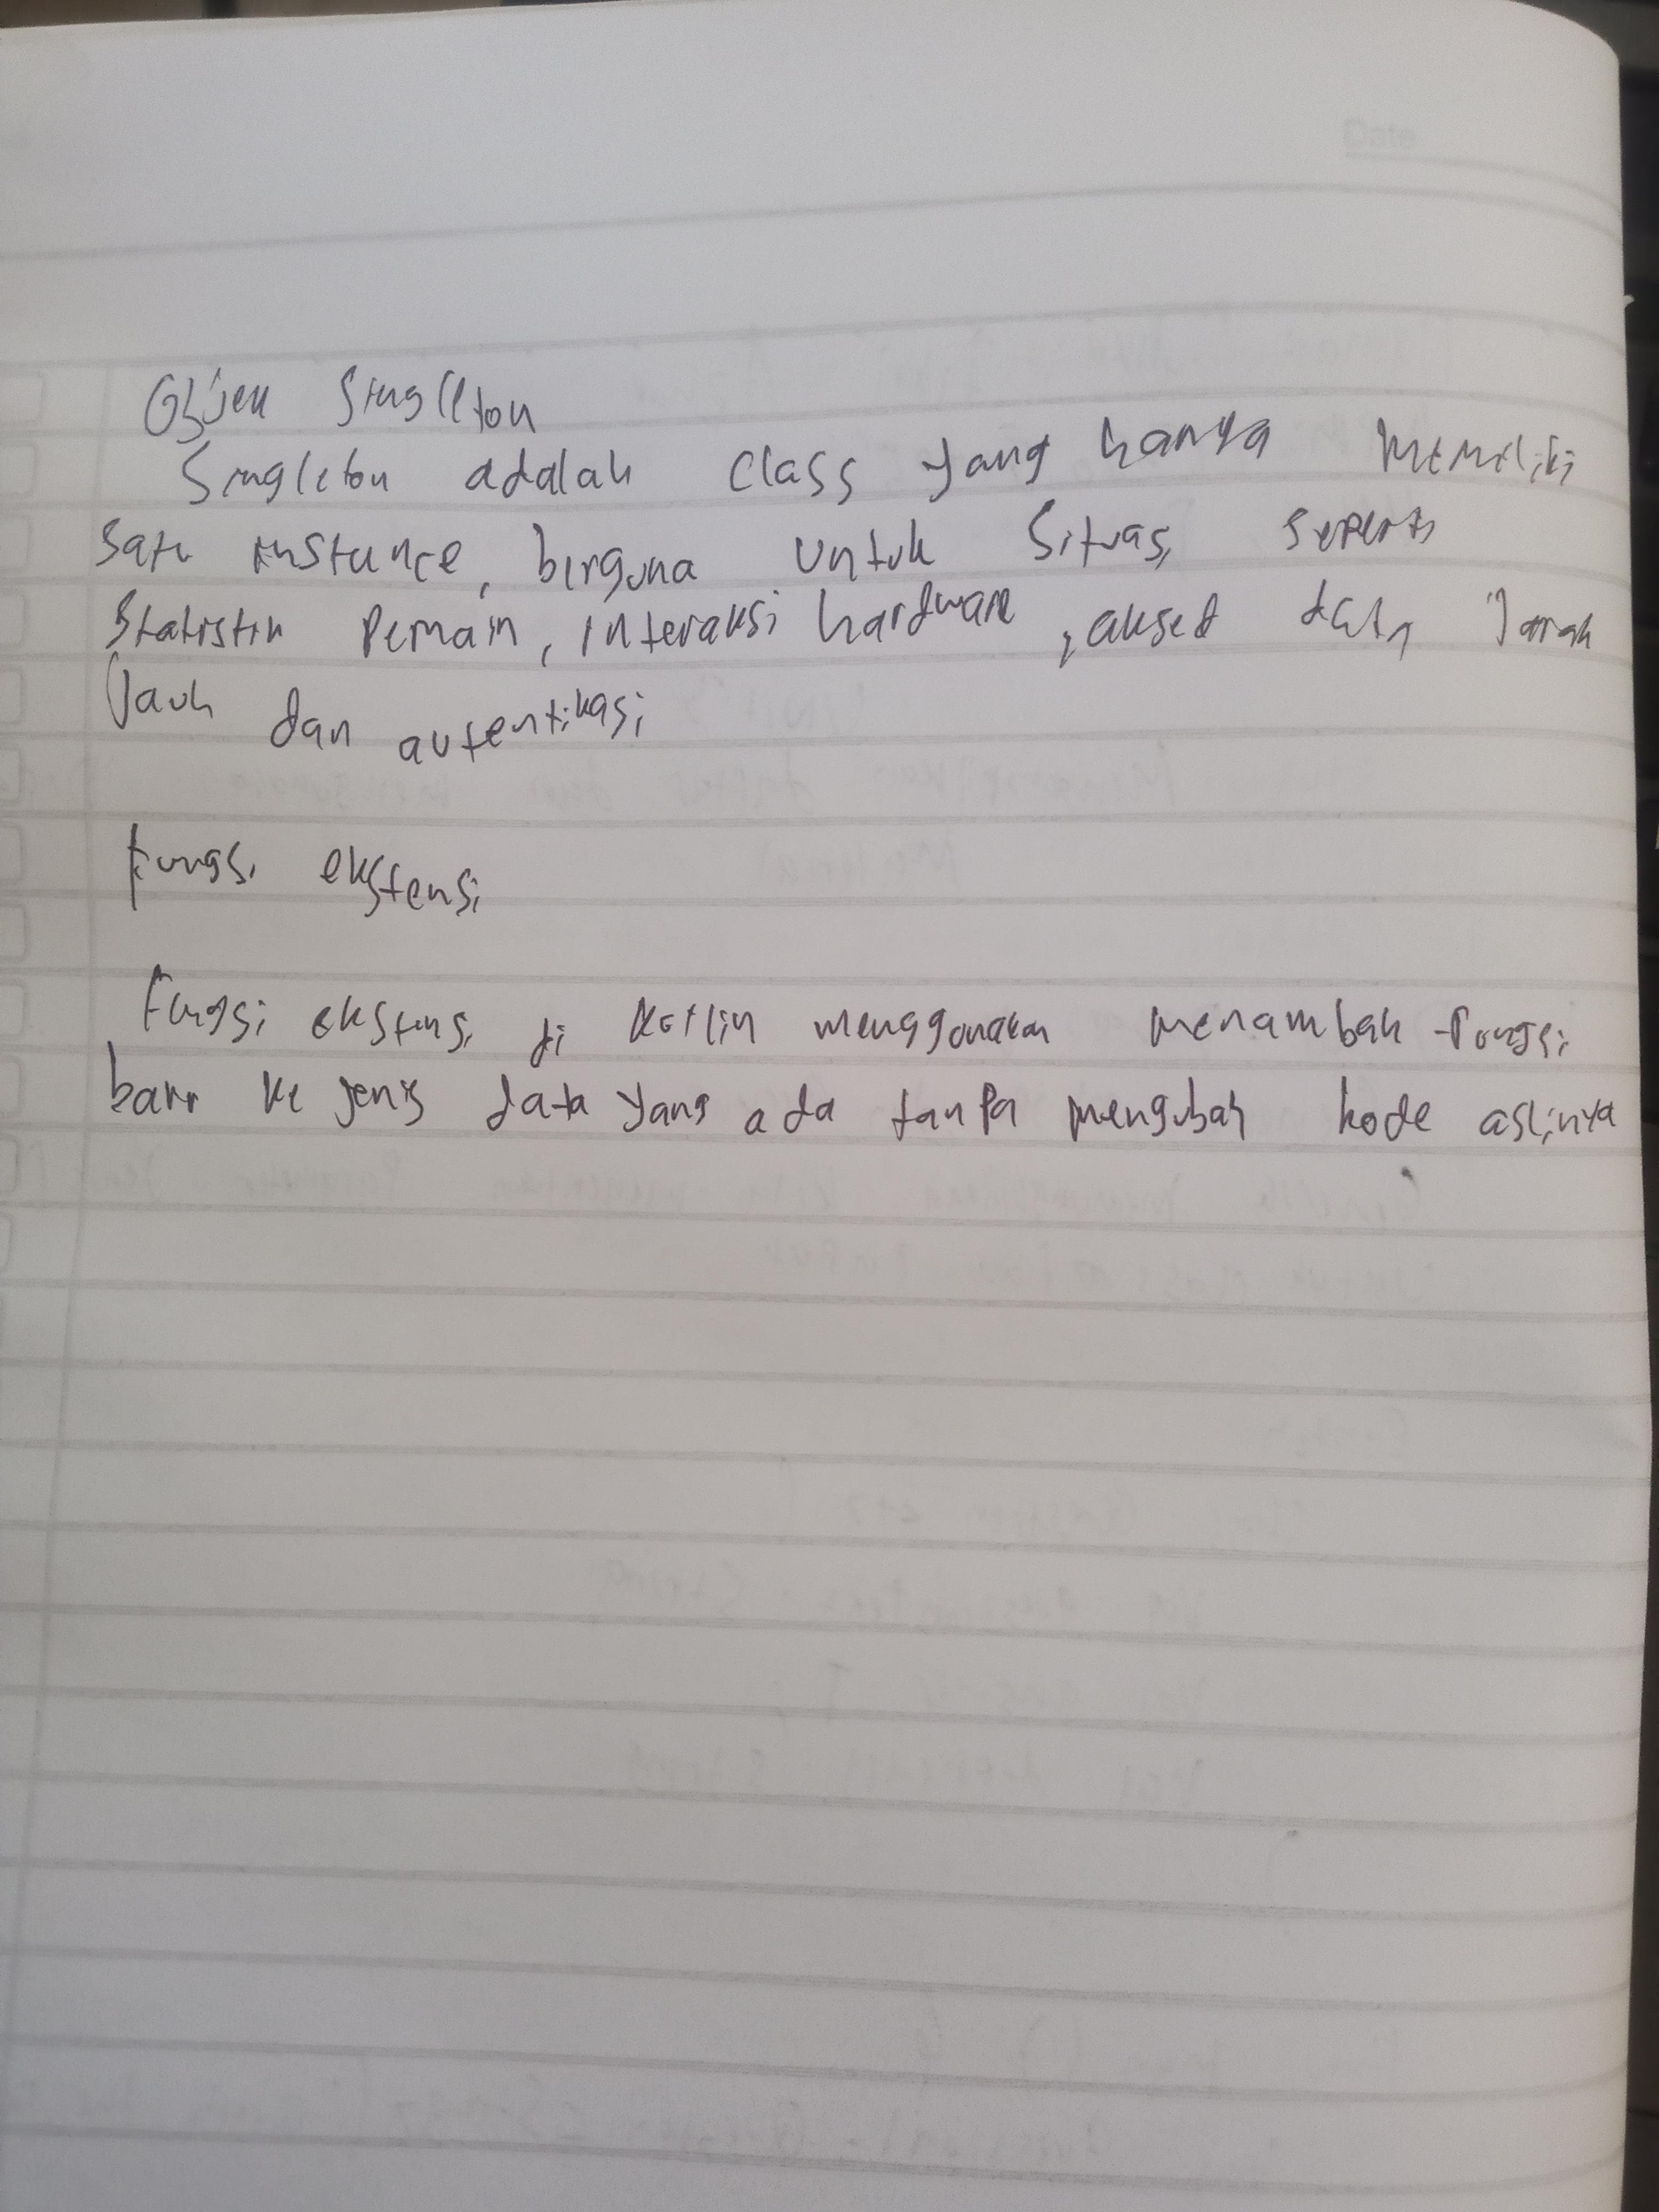 Date
Objek Singleton
Singleton adalah class yang hanya memiliki
satu instance, berguna untuk situasi seperti
statistik pemain, interaksi hardware, akses data jarak
jauh dan autentikasi
Fungsi ekstensi
Fungsi ekstensi di kotlin menggunakan menambah fungsi
baru ke jenis data yang ada tanpa mengubah kode aslinya